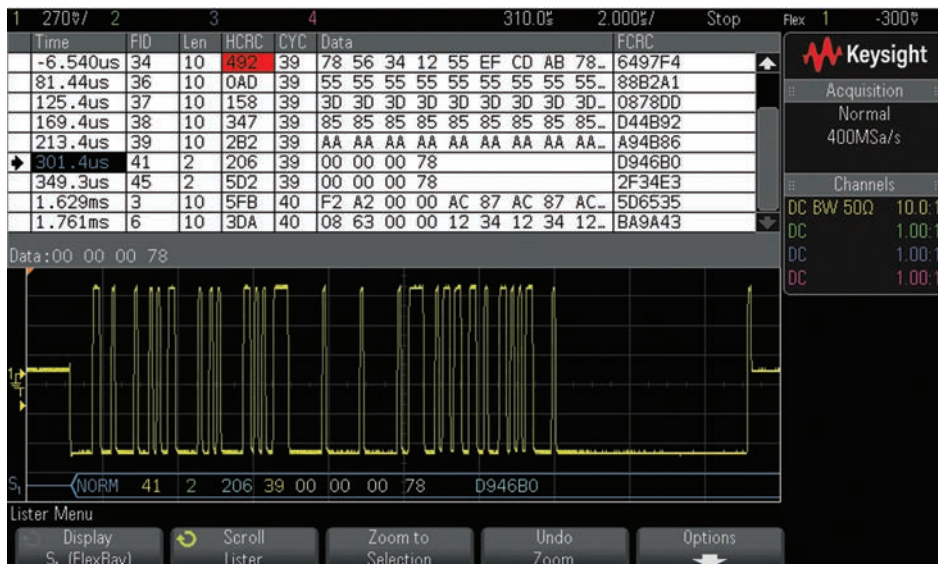 1 270V/ 2 3 4 310.0s 2.000s/ Stop Flex 1 -300V
Time FID Len HCRC CYC Data FCRC
-6.540us 34 10 492 39 78 56 34 12 55 EF CD AB 78… 6497F4
81.44us 36 10 0AD 39 55 55 55 55 55 55 55 55 55… 88B2A1
125.4us 37 10 158 39 3D 3D 3D 3D 3D 3D 3D 3D 3D… 0878DD
169.4us 38 10 347 39 85 85 85 85 85 85 85 85 85… D44B92
213.4us 39 10 2B2 39 AA AA AA AA AA AA AA AA AA… A94B86
301.4us 41 2 206 39 00 00 00 78 D946B0
349.3us 45 2 5D2 39 00 00 00 78 2F34E3
1.629ms 3 10 5FB 40 F2 A2 00 00 AC 87 AC 87 AC… 5D6535
1.761ms 6 10 3DA 40 08 63 00 00 12 34 12 34 12… BA9A43
Data:00 00 00 78
Keysight
Acquisition
Normal
400MSa/s
Channels
DC BW 50Ω 10.0:1
DC 1.00:1
DC 1.00:1
DC 1.00:1
S1 NORM 41 2 206 39 00 00 00 78 D946B0
Lister Menu
Display Scroll Zoom to Undo Options
S1 (FlexRay) Lister Selection Zoom